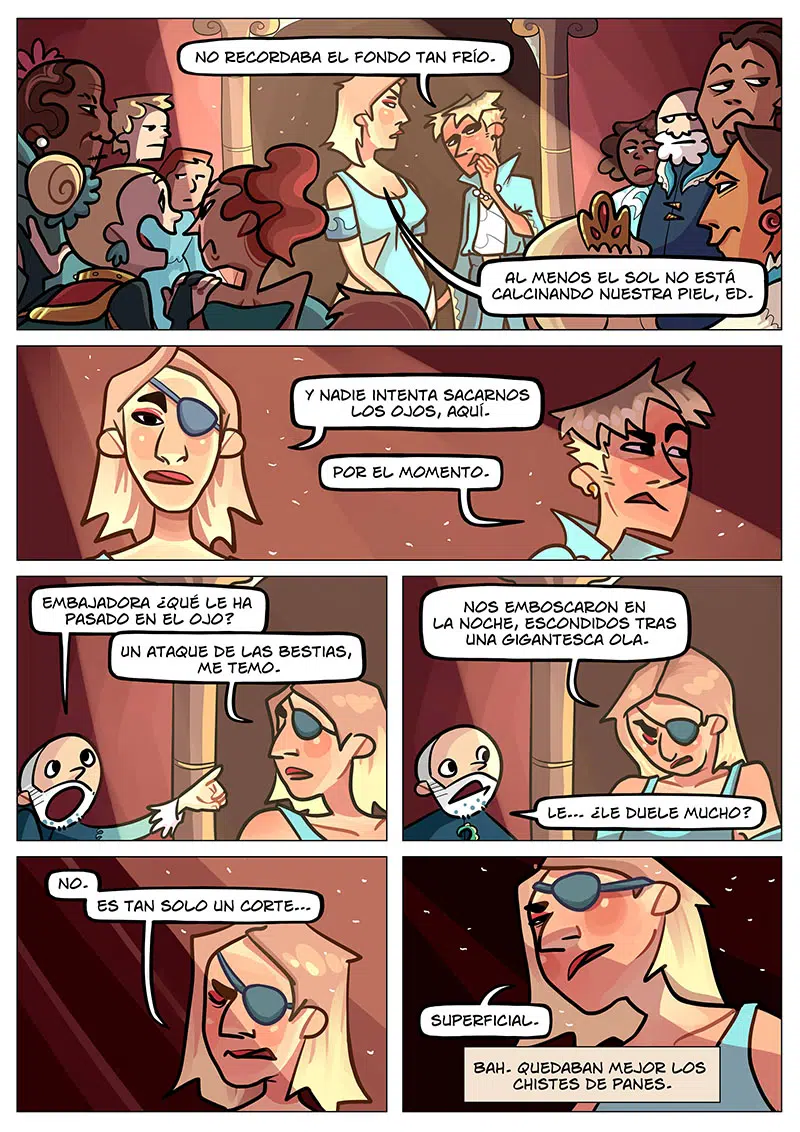 NO RECORDABA EL FONDO TAN FRÍO.
AL MENOS EL SOL NO ESTÁ
CALCINANDO NUESTRA PIEL, ED.
Y NADIE INTENTA SACARNOS
LOS OJOS, AQUÍ.
POR EL MOMENTO.
EMBAJADORA ¿QUÉ LE HA
PASADO EN EL OJO?
UN ATAQUE DE LAS BESTIAS,
ME TEMO.
NOS EMBOSCARON EN
LA NOCHE, ESCONDIDOS TRAS
UNA GIGANTESCA OLA.
LE... ¿LE DUELE MUCHO?
NO.
ES TAN SOLO UN CORTE...
SUPERFICIAL.
BAH. QUEDABAN MEJOR LOS
CHISTES DE PANES.